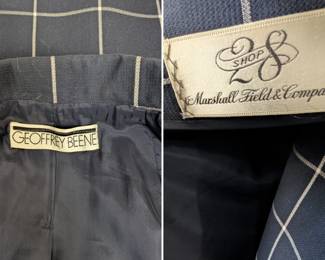 GEOFFREY BEENE
28
SHOP
Marshall Field & Compa